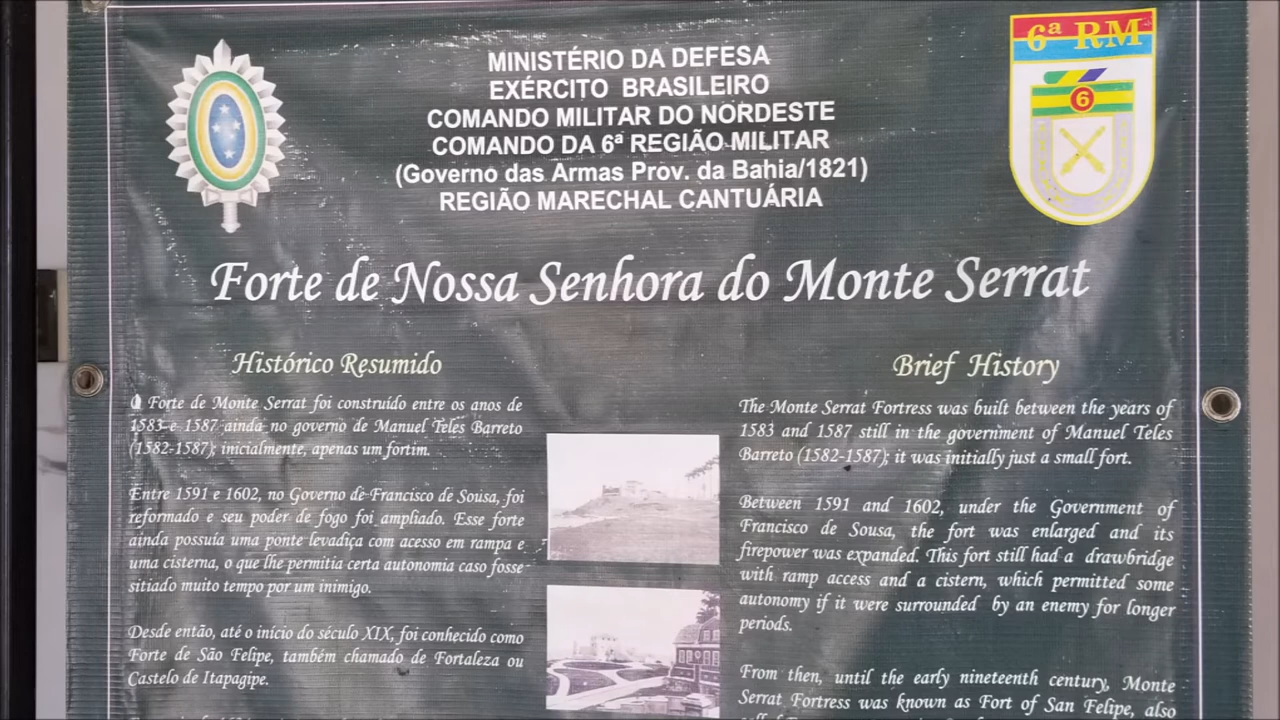 MINISTÉRIO DA DEFESA
EXÉRCITO BRASILEIRO
COMANDO MILITAR DO NORDESTE
COMANDO DA 6ª REGIÃO MILITAR
(Governo das Armas Prov. da Bahia/1821)
REGIÃO MARECHAL CANTUÁRIA
6ª RM
6
Forte de Nossa Senhora do Monte Serrat
Histórico Resumido
O Forte de Monte Serrat foi construído entre os anos de
1583 e 1587 ainda no governo de Manuel Teles Barreto
(1582-1587); inicialmente, apenas um fortim.
Entre 1591 e 1602, no Governo de Francisco de Sousa, foi
reformado e seu poder de fogo foi ampliado. Esse forte
ainda possuia uma ponte levadiça com acesso em rampa e
uma cisterna, o que lhe permitia certa autonomia caso fosse
sitiado muito tempo por um inimigo.
Desde então, até o início do século XIX, foi conhecido como
Forte de São Felipe, também chamado de Fortaleza ou
Castelo de Itapagipe.
Brief History
The Monte Serrat Fortress was built between the years of
1583 and 1587 still in the government of Manuel Teles
Barreto (1582-1587); it was initially just a small fort.
Between 1591 and 1602, under the Government of
Francisco de Sousa, the fort was enlarged and its
firepower was expanded. This fort still had a drawbridge
with ramp access and a cistern, which permitted some
autonomy if it were surrounded by an enemy for longer
periods.
From then, until the early nineteenth century, Monte
Serrat Fortress was known as Fort of San Felipe, also